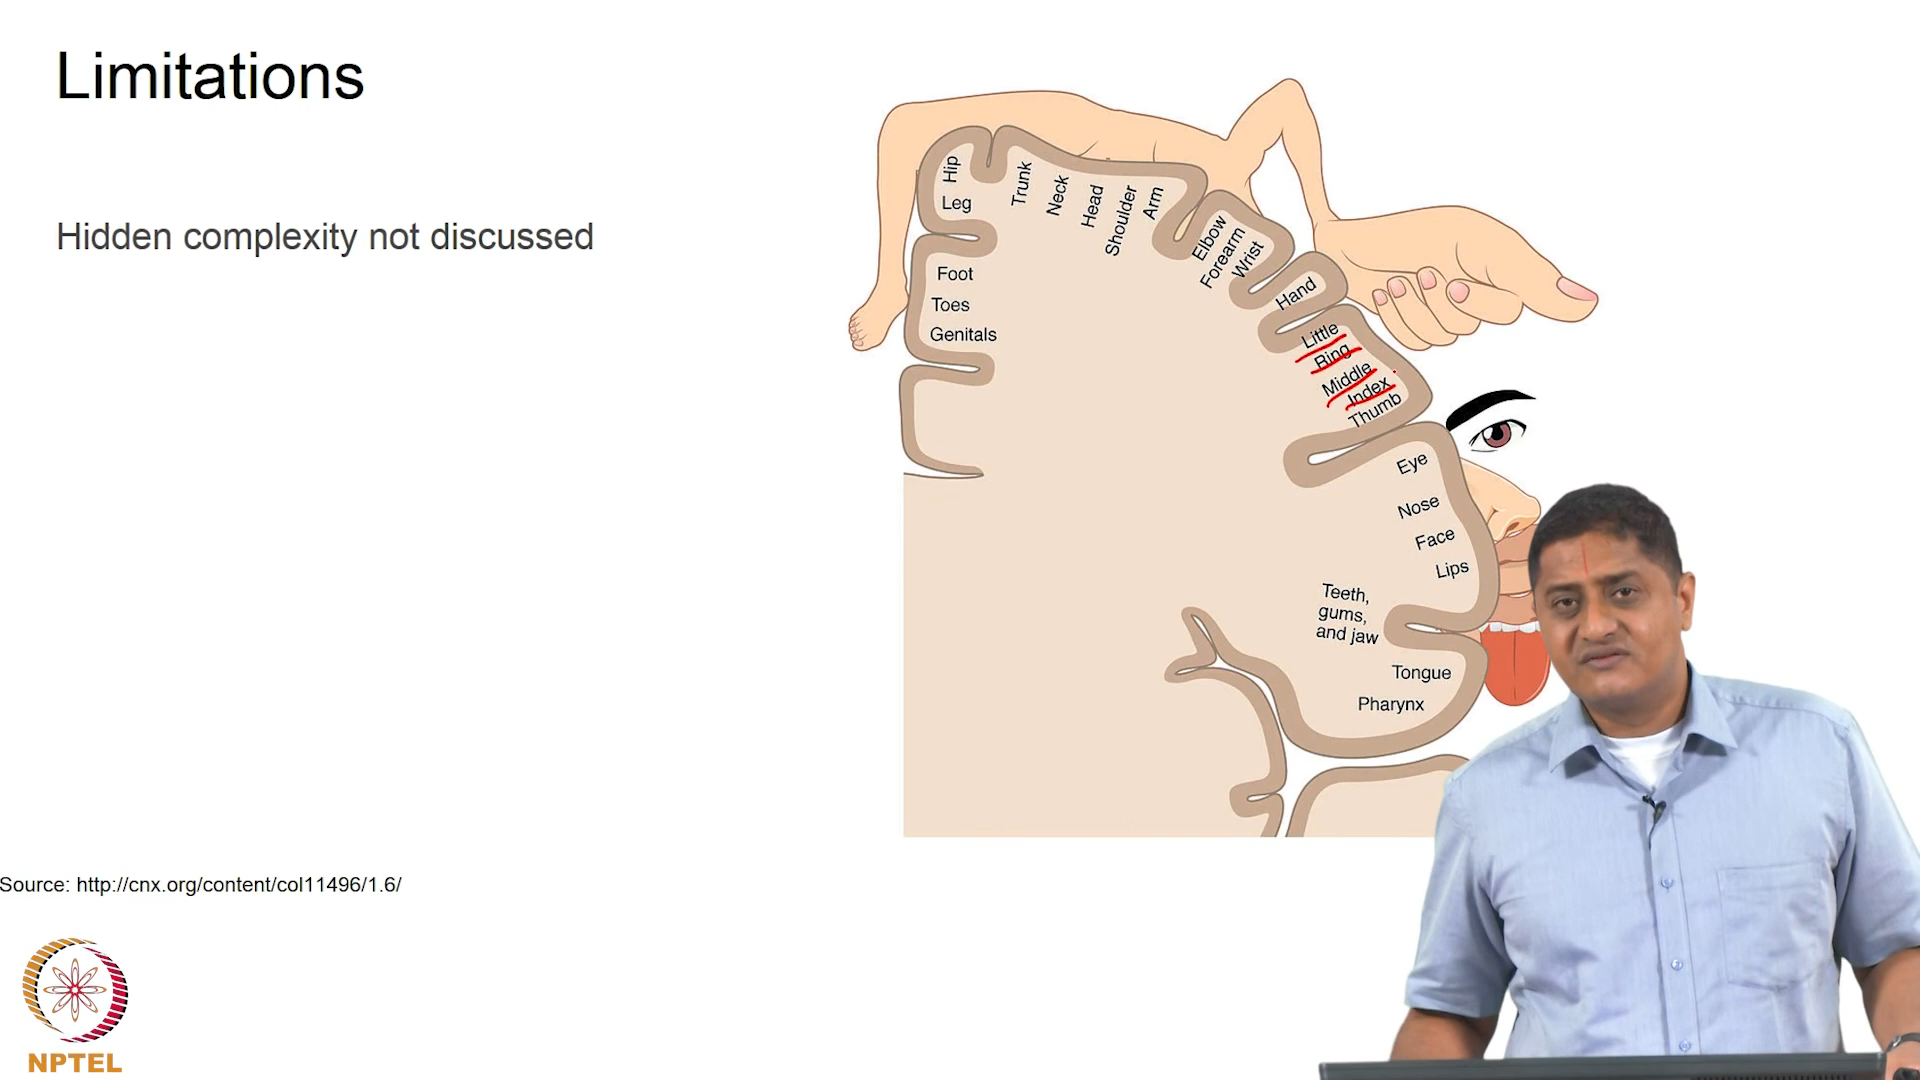 Limitations
Hidden complexity not discussed
Hip
Leg
Foot
Toes
Genitals
Trunk
Neck
Head
Shoulder
Arm
Elbow
Forearm
Wrist
Hand
Little
Ring
Middle
Index
Thumb
Eye
Nose
Face
Lips
Teeth,
gums,
and jaw
Tongue
Pharynx
Source: http://cnx.org/content/col11496/1.6/
NPTEL